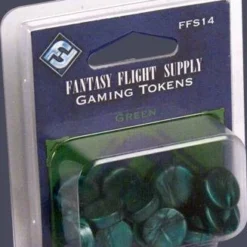 FFS14
FANTASY FLIGHT SUPPLY
GAMING TOKENS
GREEN